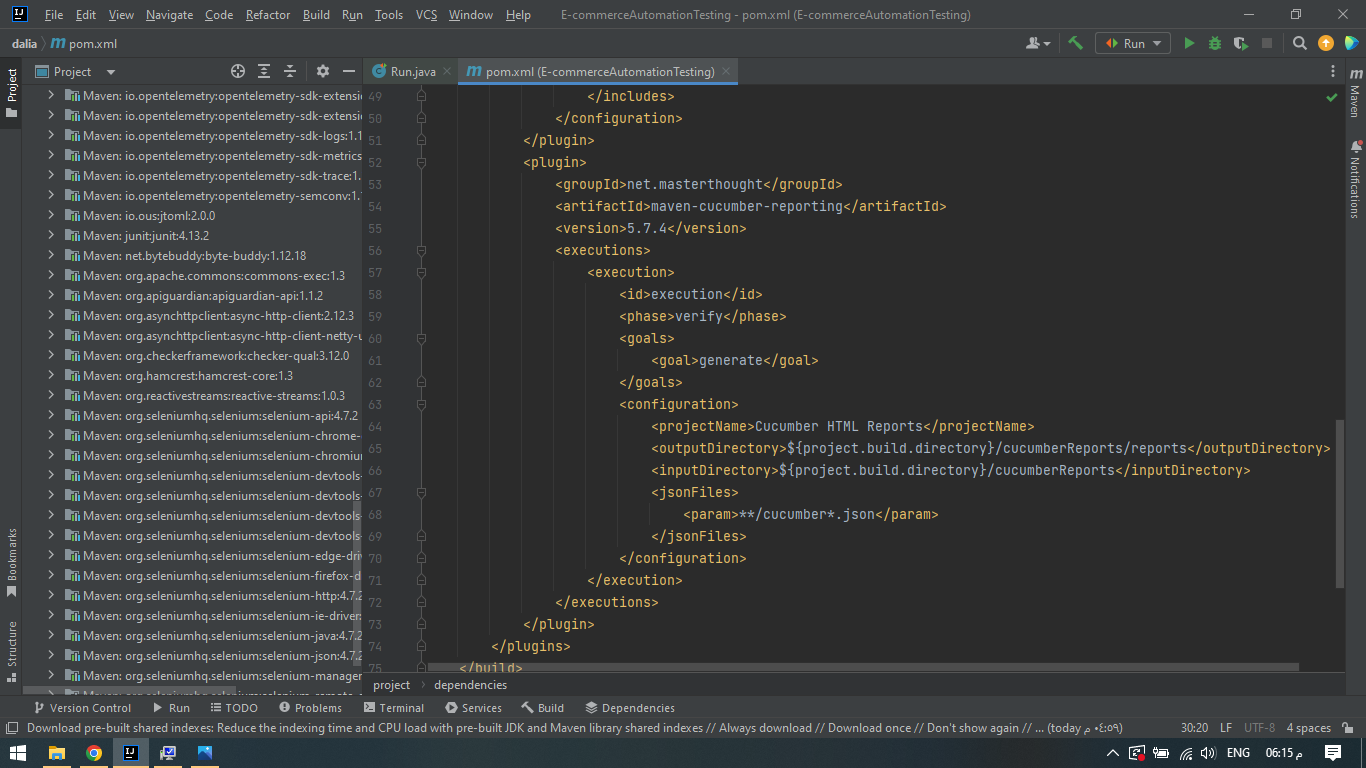 File Edit View Navigate Code Refactor Build Run Tools VCS Window Help E-commerceAutomationTesting - pom.xml (E-commerceAutomationTesting)
dalia m pom.xml Run
Project Run.java m pom.xml (E-commerceAutomationTesting)
Project
Bookmarks
Structure
Maven: io.opentelemetry:opentelemetry-sdk-extensio
Maven: io.opentelemetry:opentelemetry-sdk-extensio
Maven: io.opentelemetry:opentelemetry-sdk-logs:1.1
Maven: io.opentelemetry:opentelemetry-sdk-metrics
Maven: io.opentelemetry:opentelemetry-sdk-trace:1.
Maven: io.opentelemetry:opentelemetry-semconv:1.
Maven: io.ous:jtoml:2.0.0
Maven: junit:junit:4.13.2
Maven: net.bytebuddy:byte-buddy:1.12.18
Maven: org.apache.commons:commons-exec:1.3
Maven: org.apiguardian:apiguardian-api:1.1.2
Maven: org.asynchttpclient:async-http-client:2.12.3
Maven: org.asynchttpclient:async-http-client-netty-u
Maven: org.checkerframework:checker-qual:3.12.0
Maven: org.hamcrest:hamcrest-core:1.3
Maven: org.reactivestreams:reactive-streams:1.0.3
Maven: org.seleniumhq.selenium:selenium-api:4.7.2
Maven: org.seleniumhq.selenium:selenium-chrome-
Maven: org.seleniumhq.selenium:selenium-chromium
Maven: org.seleniumhq.selenium:selenium-devtools-
Maven: org.seleniumhq.selenium:selenium-devtools-
Maven: org.seleniumhq.selenium:selenium-devtools-
Maven: org.seleniumhq.selenium:selenium-devtools-
Maven: org.seleniumhq.selenium:selenium-edge-driv
Maven: org.seleniumhq.selenium:selenium-firefox-d
Maven: org.seleniumhq.selenium:selenium-http:4.7.2
Maven: org.seleniumhq.selenium:selenium-ie-driver:
Maven: org.seleniumhq.selenium:selenium-java:4.7.2
Maven: org.seleniumhq.selenium:selenium-json:4.7.2
Maven: org.seleniumhq.selenium:selenium-manager
49 </includes>
50 </configuration>
51 </plugin>
52 <plugin>
53 <groupId>net.masterthought</groupId>
54 <artifactId>maven-cucumber-reporting</artifactId>
55 <version>5.7.4</version>
56 <executions>
57 <execution>
58 <id>execution</id>
59 <phase>verify</phase>
60 <goals>
61 <goal>generate</goal>
62 </goals>
63 <configuration>
64 <projectName>Cucumber HTML Reports</projectName>
65 <outputDirectory>${project.build.directory}/cucumberReports/reports</outputDirectory>
66 <inputDirectory>${project.build.directory}/cucumberReports</inputDirectory>
67 <jsonFiles>
68 <param>**/cucumber*.json</param>
69 </jsonFiles>
70 </configuration>
71 </execution>
72 </executions>
73 </plugin>
74 </plugins>
75 </build>
m Maven
Notifications
project dependencies
Version Control Run TODO Problems Terminal Services Build Dependencies
Download pre-built shared indexes: Reduce the indexing time and CPU load with pre-built JDK and Maven library shared indexes // Always download // Download once // Don't show again // ... (today ٠٤:٥٩ م) 30:20 LF UTF-8 4 spaces
ENG 06:15 م